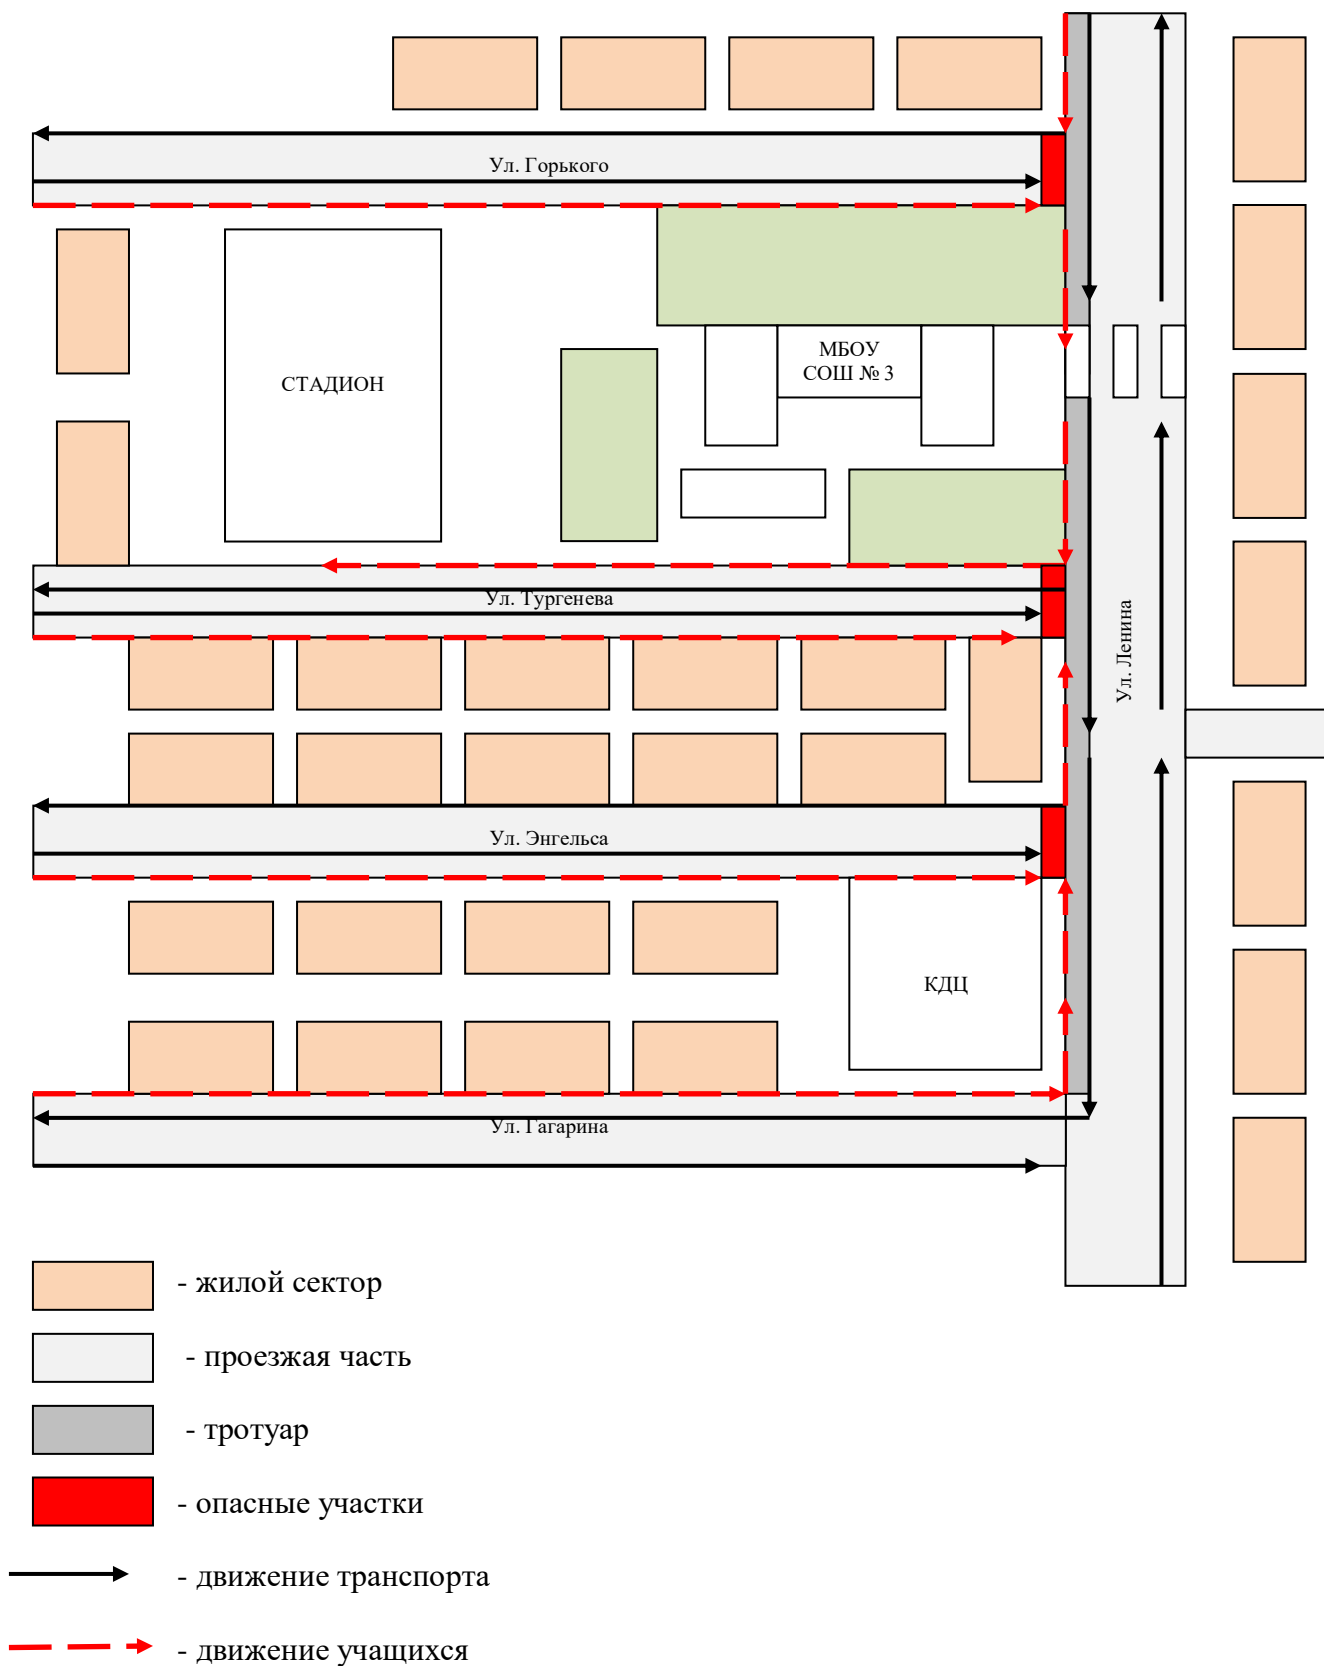 Ул. Горького
МБОУ
СОШ № 3
СТАДИОН
Ул. Тургенева
Ул. Ленина
Ул. Энгельса
КДЦ
Ул. Гагарина
- жилой сектор
- проезжая часть
- тротуар
- опасные участки
- движение транспорта
- движение учащихся